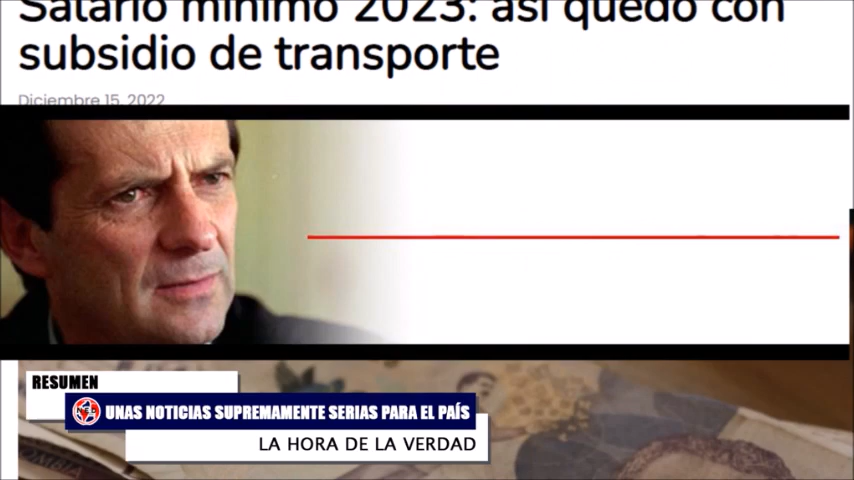 Salario mínimo 2023: así quedó con
subsidio de transporte
Diciembre 15, 2022
RESUMEN
UNAS NOTICIAS SUPREMAMENTE SERIAS PARA EL PAÍS
LA HORA DE LA VERDAD